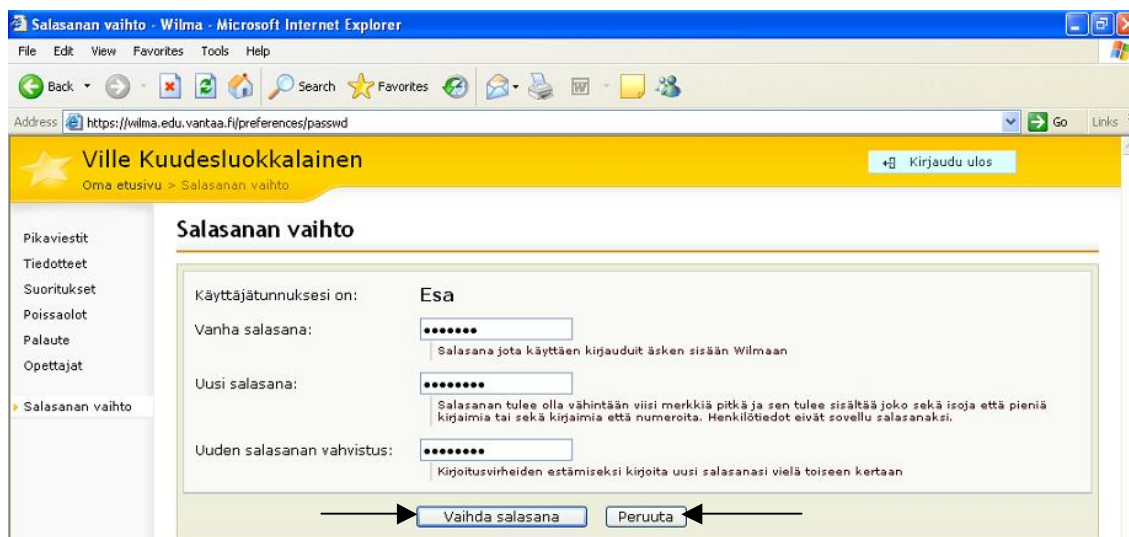 Salasanan vaihto - Wilma - Microsoft Internet Explorer
File Edit View Favorites Tools Help
Back Search Favorites
Address https://wilma.edu.vantaa.fi/preferences/passwd Go Links
Ville Kuudesluokkalainen
Kirjaudu ulos
Oma etusivu > Salasanan vaihto
Salasanan vaihto
Pikaviestit
Tiedotteet
Suoritukset
Poissaolot
Palaute
Opettajat
Salasanan vaihto
Käyttäjätunnuksesi on: Esa
Vanha salasana: •••••••
Salasana jota käyttäen kirjauduit äsken sisään Wilmaan
Uusi salasana: ••••••••
Salasanan tulee olla vähintään viisi merkkiä pitkä ja sen tulee sisältää joko sekä isoja että pieniä
kirjaimia tai sekä kirjaimia että numeroita. Henkilötiedot eivät sovellu salasanaksi.
Uuden salasanan vahvistus: ••••••••
Kirjoitusvirheiden estämiseksi kirjoita uusi salasanasi vielä toiseen kertaan
Vaihda salasana Peruuta